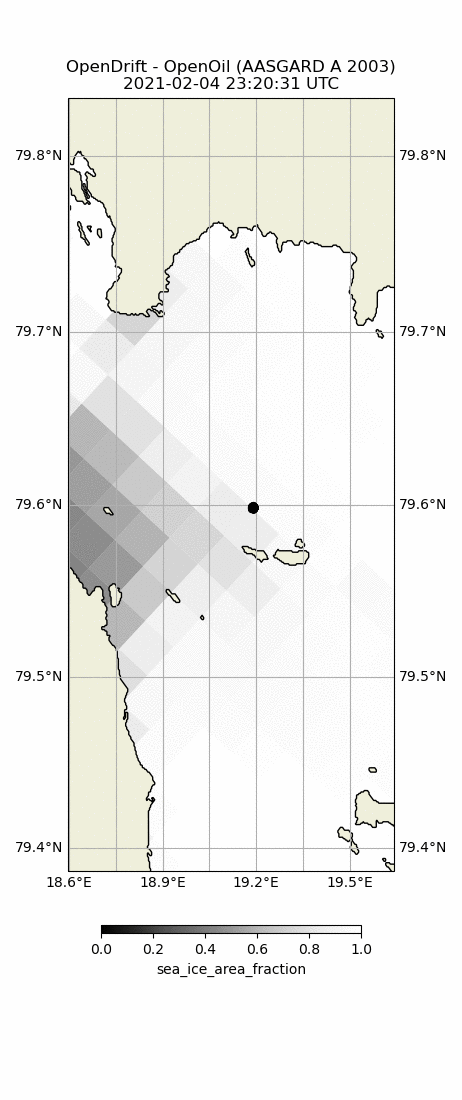 OpenDrift - OpenOil (AASGARD A 2003)
2021-02-04 23:20:31 UTC
79.8°N 79.8°N
79.7°N 79.7°N
79.6°N 79.6°N
79.5°N 79.5°N
79.4°N 79.4°N
18.6°E 18.9°E 19.2°E 19.5°E
0.0 0.2 0.4 0.6 0.8 1.0
sea_ice_area_fraction